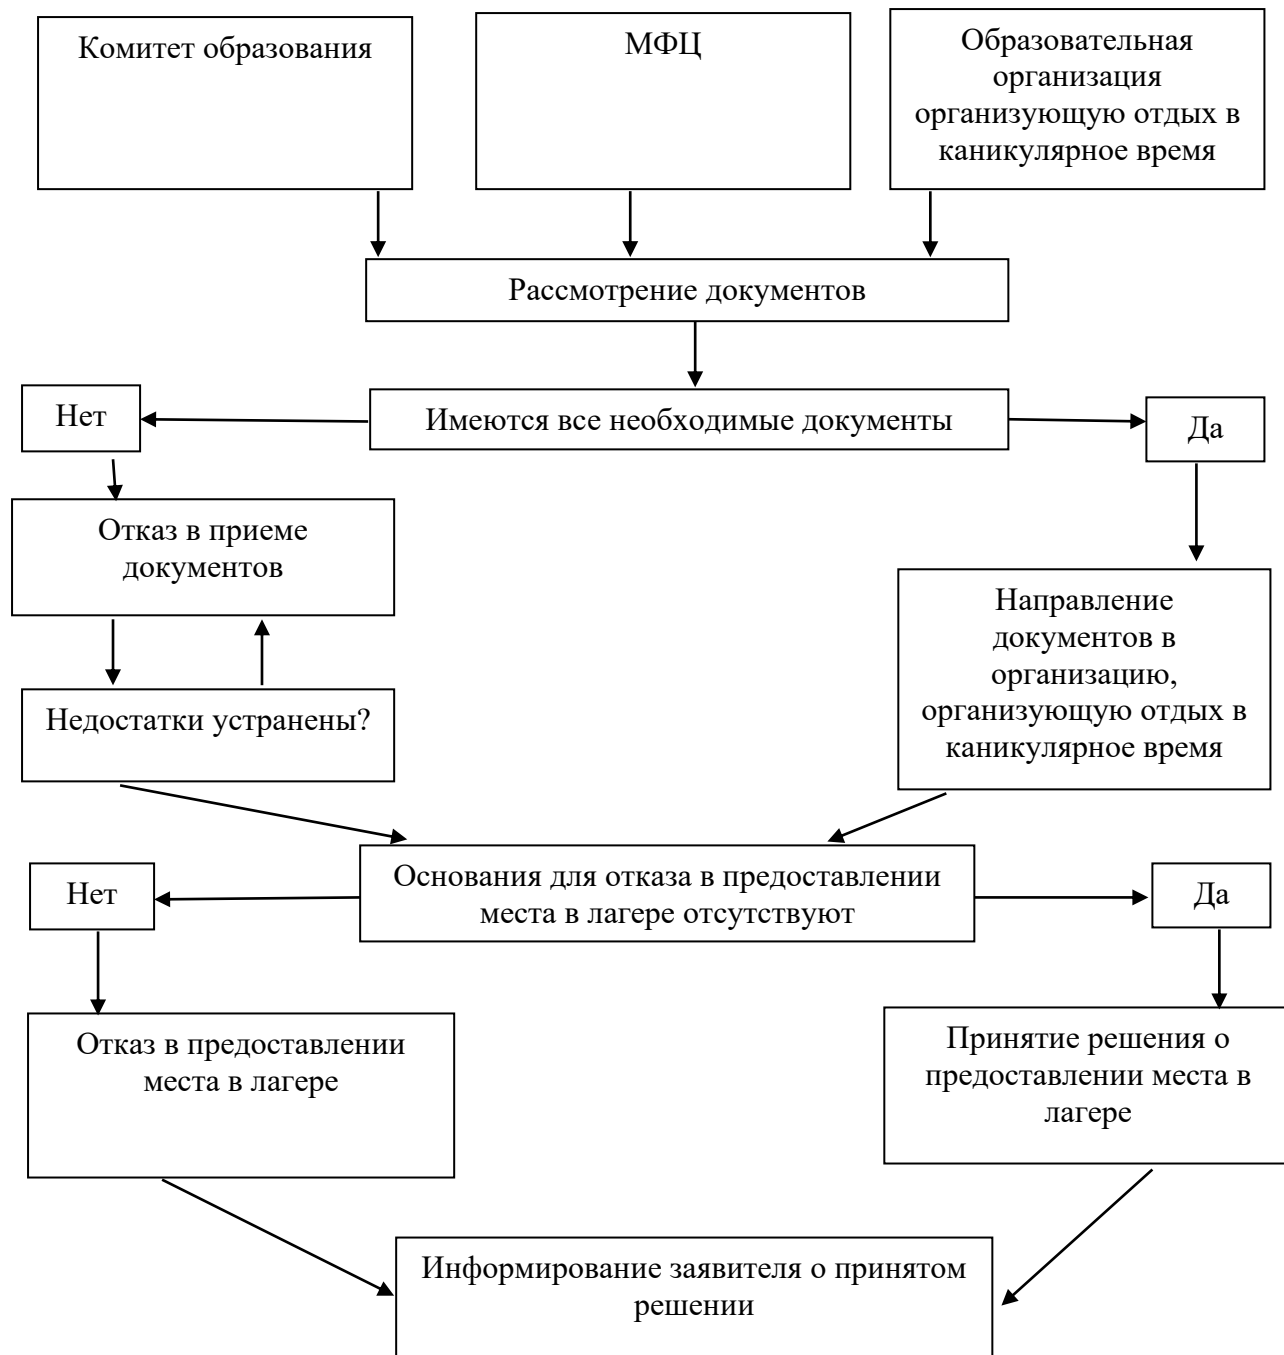 Комитет образования
МФЦ
Образовательная
организация
организующую отдых в
каникулярное время
Рассмотрение документов
Нет
Имеются все необходимые документы
Да
Отказ в приеме
документов
Направление
документов в
организацию,
организующую отдых в
каникулярное время
Недостатки устранены?
Нет
Основания для отказа в предоставлении
места в лагере отсутствуют
Да
Отказ в предоставлении
места в лагере
Принятие решения о
предоставлении места в
лагере
Информирование заявителя о принятом
решении